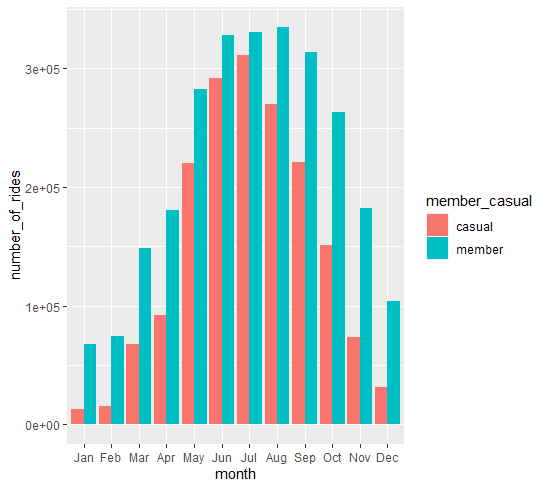 number_of_rides
3e+05
2e+05
1e+05
0e+00
Jan Feb Mar Apr May Jun Jul Aug Sep Oct Nov Dec
month
member_casual
casual
member